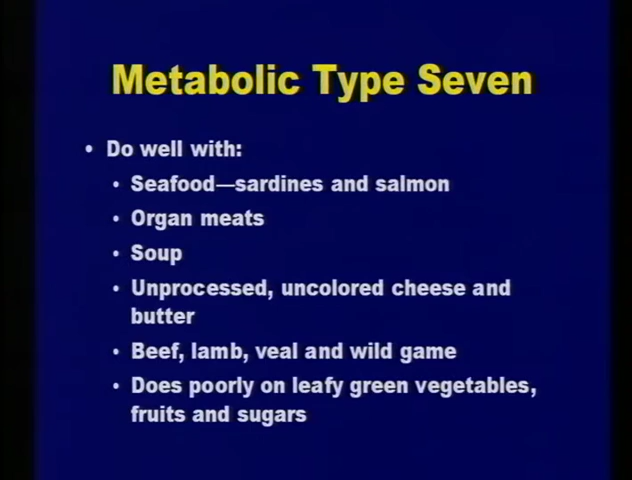 Metabolic Type Seven
• Do well with:
• Seafood—sardines and salmon
• Organ meats
• Soup
• Unprocessed, uncolored cheese and
butter
• Beef, lamb, veal and wild game
• Does poorly on leafy green vegetables,
fruits and sugars